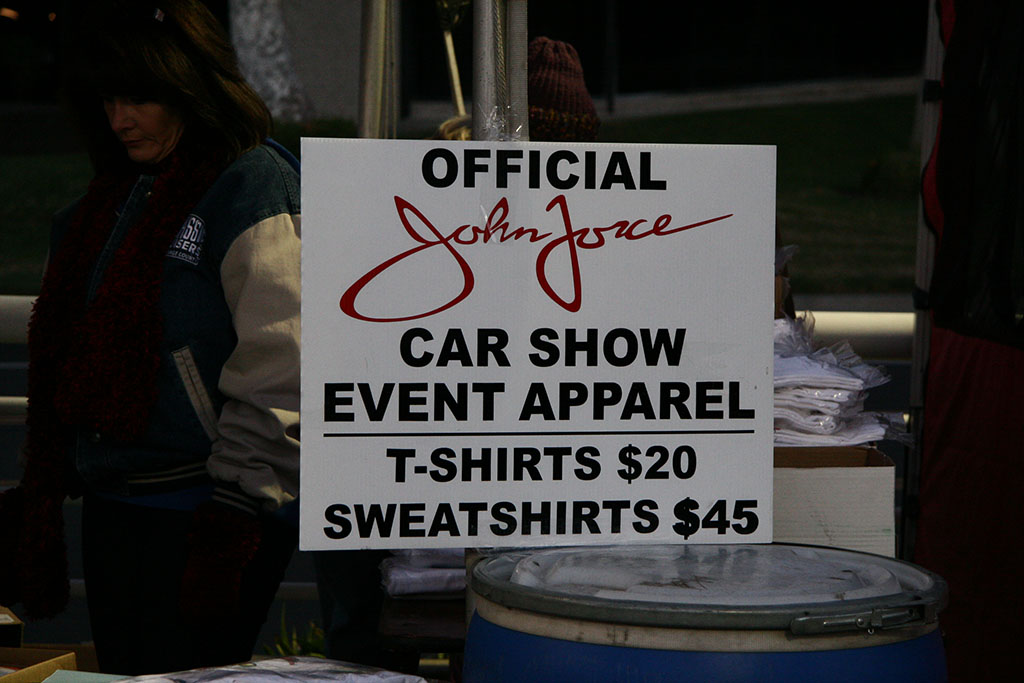 OFFICIAL
John Force
CAR SHOW
EVENT APPAREL
T-SHIRTS $20
SWEATSHIRTS $45